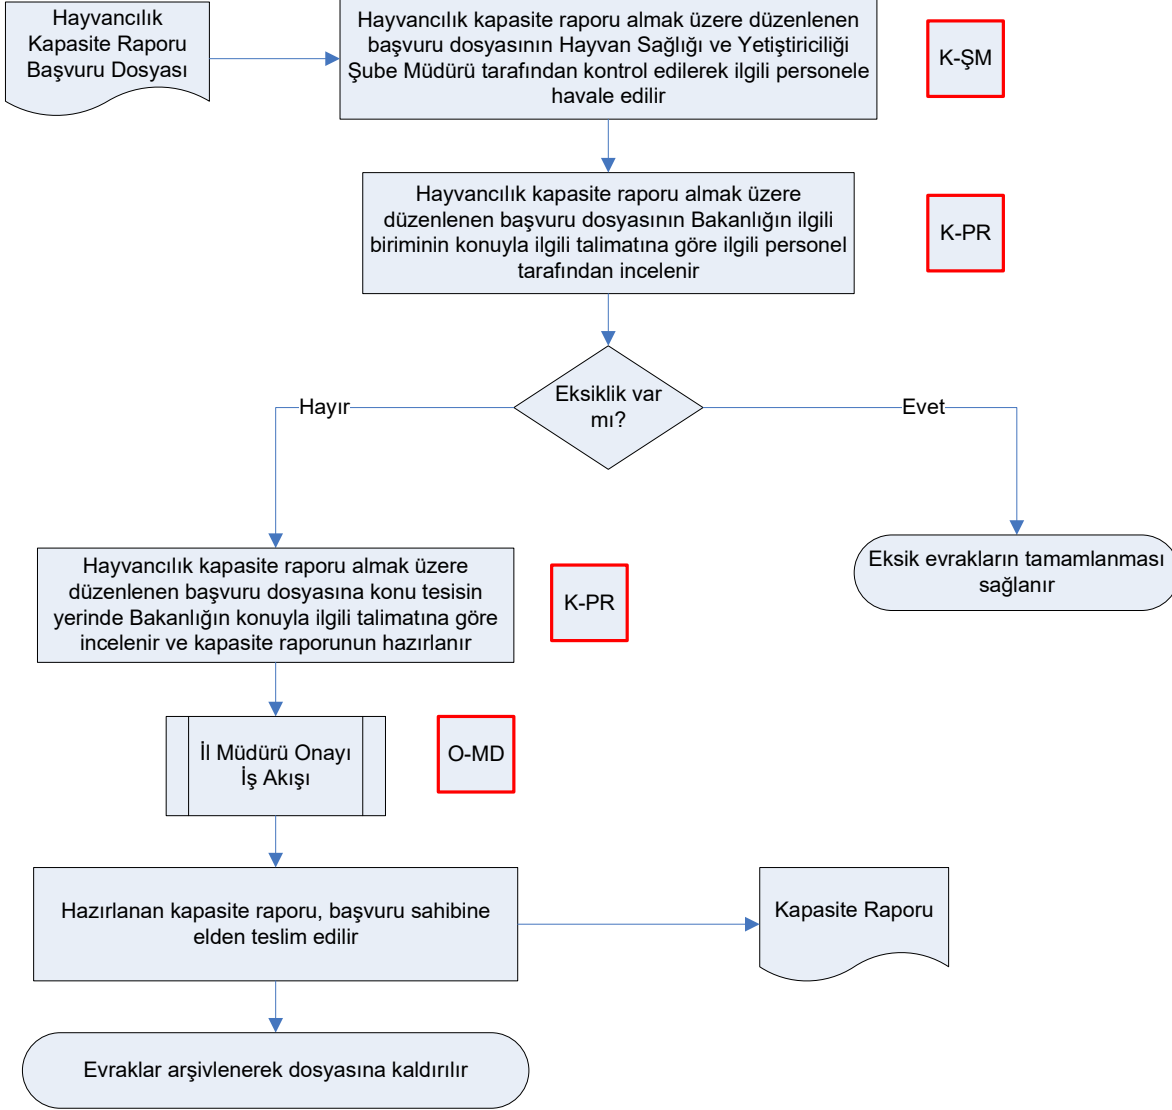 Hayvancılık
Kapasite Raporu
Başvuru Dosyası
Hayvancılık kapasite raporu almak üzere düzenlenen
başvuru dosyasının Hayvan Sağlığı ve Yetiştiriciliği
Şube Müdürü tarafından kontrol edilerek ilgili personele
havale edilir
K-ŞM
Hayvancılık kapasite raporu almak üzere
düzenlenen başvuru dosyasının Bakanlığın ilgili
biriminin konuyla ilgili talimatına göre ilgili personel
tarafından incelenir
K-PR
Eksiklik var
mı?
Hayır
Evet
Hayvancılık kapasite raporu almak üzere
düzenlenen başvuru dosyasına konu tesisin
yerinde Bakanlığın konuyla ilgili talimatına göre
incelenir ve kapasite raporunun hazırlanır
K-PR
Eksik evrakların tamamlanması
sağlanır
İl Müdürü Onayı
İş Akışı
O-MD
Hazırlanan kapasite raporu, başvuru sahibine
elden teslim edilir
Kapasite Raporu
Evraklar arşivlenerek dosyasına kaldırılır